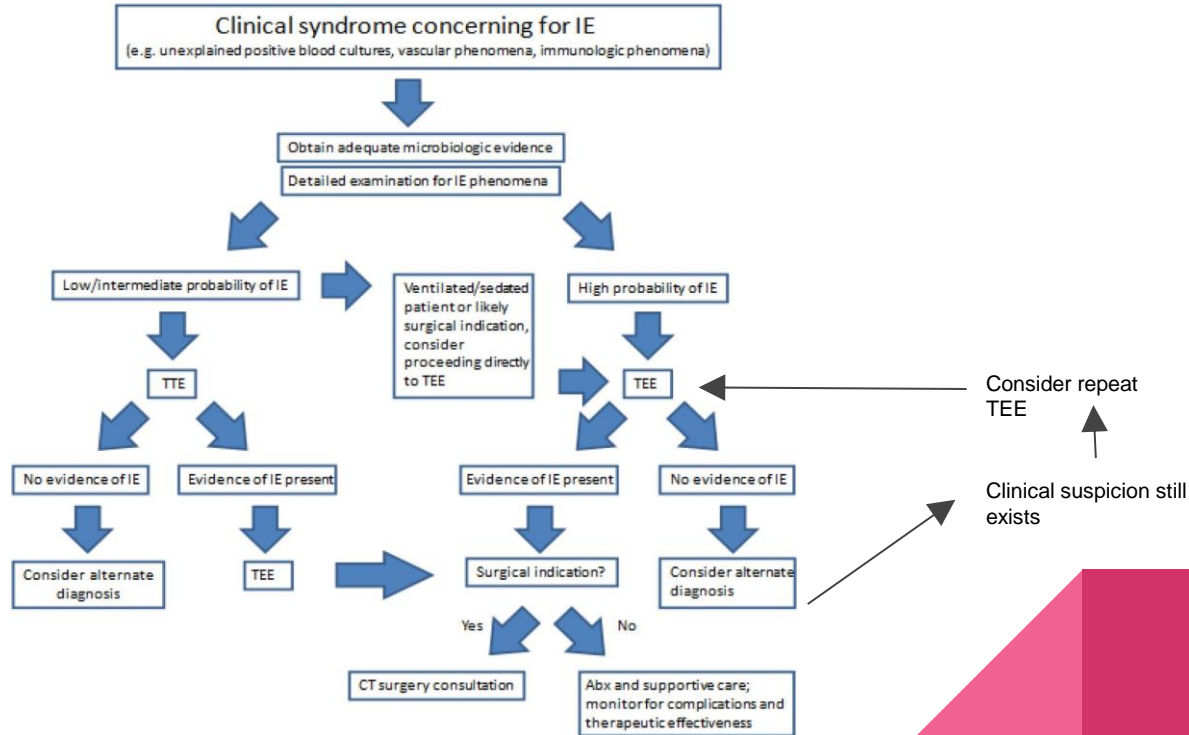 Clinical syndrome concerning for IE
(e.g. unexplained positive blood cultures, vascular phenomena, immunologic phenomena)
Obtain adequate microbiologic evidence
Detailed examination for IE phenomena
Low/intermediate probability of IE
Ventilated/sedated
patient or likely
surgical indication,
consider
proceeding directly
to TEE
High probability of IE
TTE
TEE
Consider repeat
TEE
No evidence of IE
Evidence of IE present
Evidence of IE present
No evidence of IE
Clinical suspicion still
exists
Consider alternate
diagnosis
TEE
Surgical indication?
Consider alternate
diagnosis
Yes
No
CT surgery consultation
Abx and supportive care;
monitor for complications and
therapeutic effectiveness